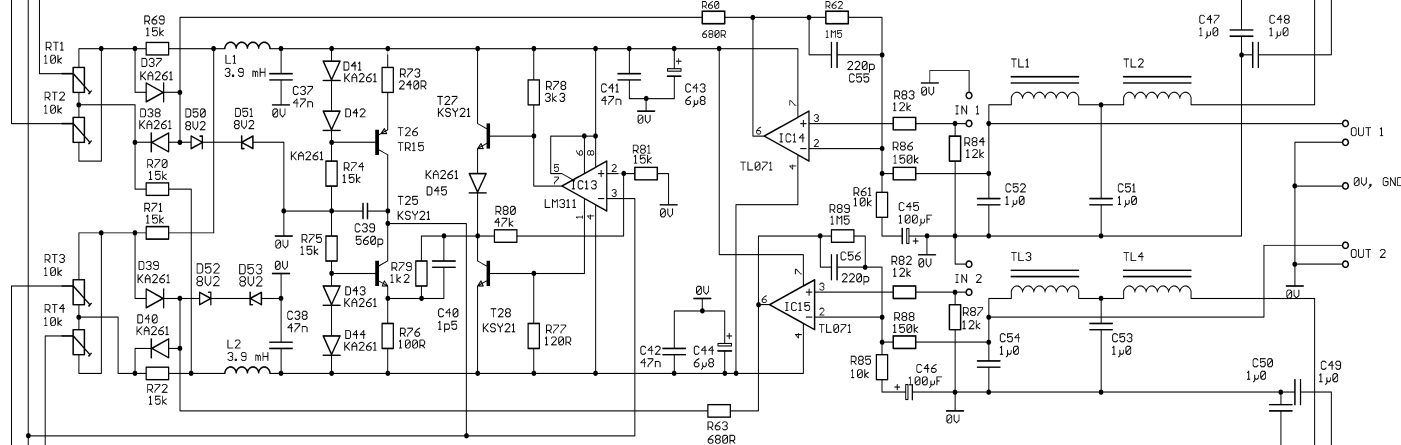 R60
680R
R62
1M5
220p
C55
C47
1µ0
C48
1µ0
R69
15k
RT1
10k
RT2
10k
D37
KA261
D38
KA261
L1
3.9 mH
C37
47n
0V
D50
8V2
D51
8V2
R70
15k
R71
15k
D41
KA261
D42
KA261
R73
240R
T26
TR15
R74
15k
T27
KSY21
KA261
D45
R78
3k3
C41
47n
C43
6µ8
0V
5
7
6
8
2
3
1
4
+
–
IC13
LM311
R81
15k
0V
7
6
3
2
4
+
–
IC14
TL071
R83
12k
0V
IN 1
R84
12k
R86
150k
R61
10k
C45
100µF
+
0V
TL1
TL2
C52
1µ0
C51
1µ0
OUT 1
0V, GND
OUT 2
0V
0V
C39
560p
T25
KSY21
R75
15k
R80
47k
R79
1k2
C40
1p5
RT3
10k
RT4
10k
D39
KA261
D40
KA261
D52
8V2
D53
8V2
0V
C38
47n
L2
3.9 mH
R72
15k
D43
KA261
D44
KA261
R76
100R
T28
KSY21
R77
120R
0V
C42
47n
C44
6µ8
+
R89
1M5
C56
220p
R82
12k
IN 2
7
6
3
2
4
+
–
IC15
TL071
R87
12k
R88
150k
R85
10k
C46
100µF
+
0V
TL3
TL4
C54
1µ0
C53
1µ0
C50
1µ0
C49
1µ0
R63
680R